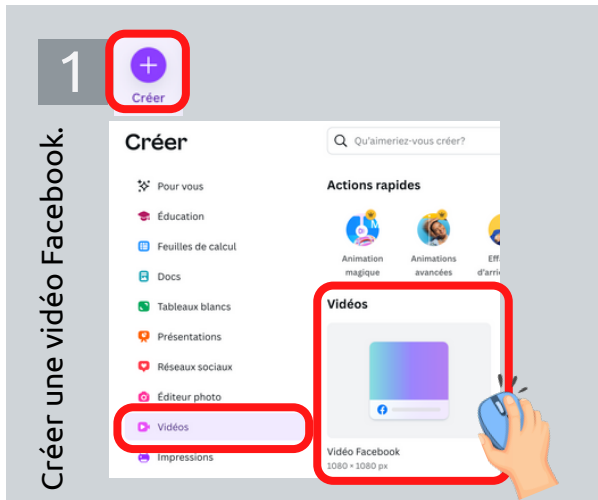 1
Créer
Créer une vidéo Facebook.
Créer
Qu'aimeriez-vous créer?
Pour vous
Éducation
Feuilles de calcul
Docs
Tableaux blancs
Présentations
Réseaux sociaux
Éditeur photo
Vidéos
Impressions
Actions rapides
Animation
magique
Animations
avancées
Vidéos
Vidéo Facebook
1080 × 1080 px